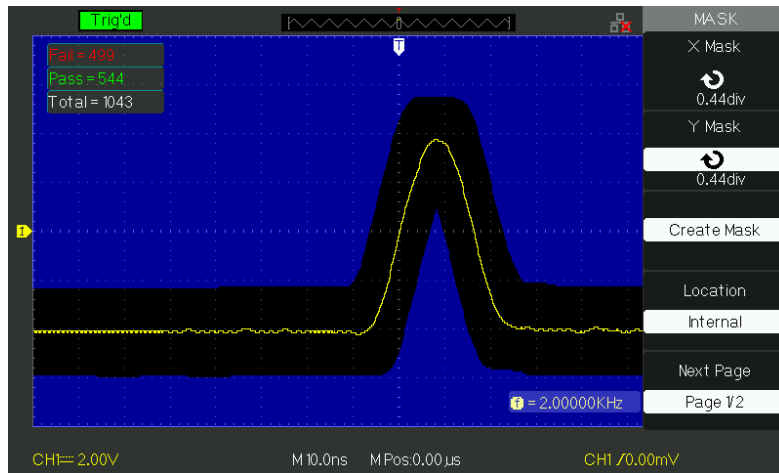 Trig'd
T
MASK
Fail = 499
Pass = 544
Total = 1043
T
X Mask
0.44div
Y Mask
0.44div
Create Mask
Location
Internal
Next Page
Page 1/2
f = 2.00000KHz
CH1 2.00V
M 10.0ns
M Pos:0.00µs
CH1 /0.00mV